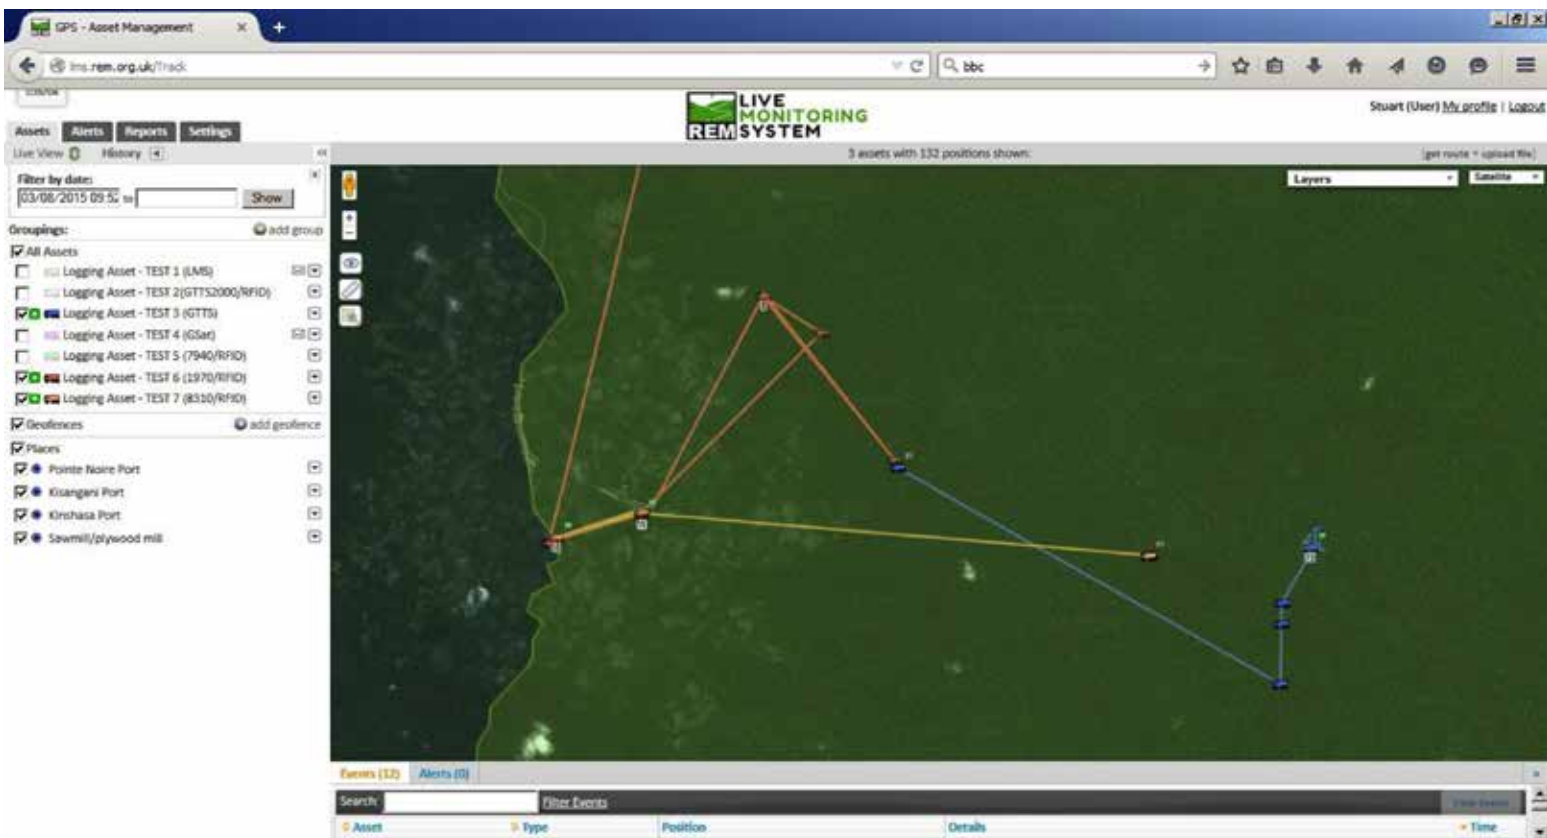 GPS - Asset Management
lms.rem.org.uk/Track
bbc
LIVE
MONITORING
REM SYSTEM
Stuart (User) My profile | Logout
Assets Alerts Reports Settings
Live View History
3 assets with 132 positions shown:
[get route + upload file]
Filter by date:
03/08/2015 09:52 to Show
Layers
Satellite
Groupings: add group
All Assets
Logging Asset - TEST 1 (LMS)
Logging Asset - TEST 2(GTTS2000/RFID)
Logging Asset - TEST 3 (GTTS)
Logging Asset - TEST 4 (GSat)
Logging Asset - TEST 5 (7940/RFID)
Logging Asset - TEST 6 (1970/RFID)
Logging Asset - TEST 7 (8310/RFID)
Geofences add geofence
Places
Pointe Noire Port
Kisangani Port
Kinshasa Port
Sawmill/plywood mill
Events (12) Alerts (0)
Search: Filter Events
Asset Type Position Details Time